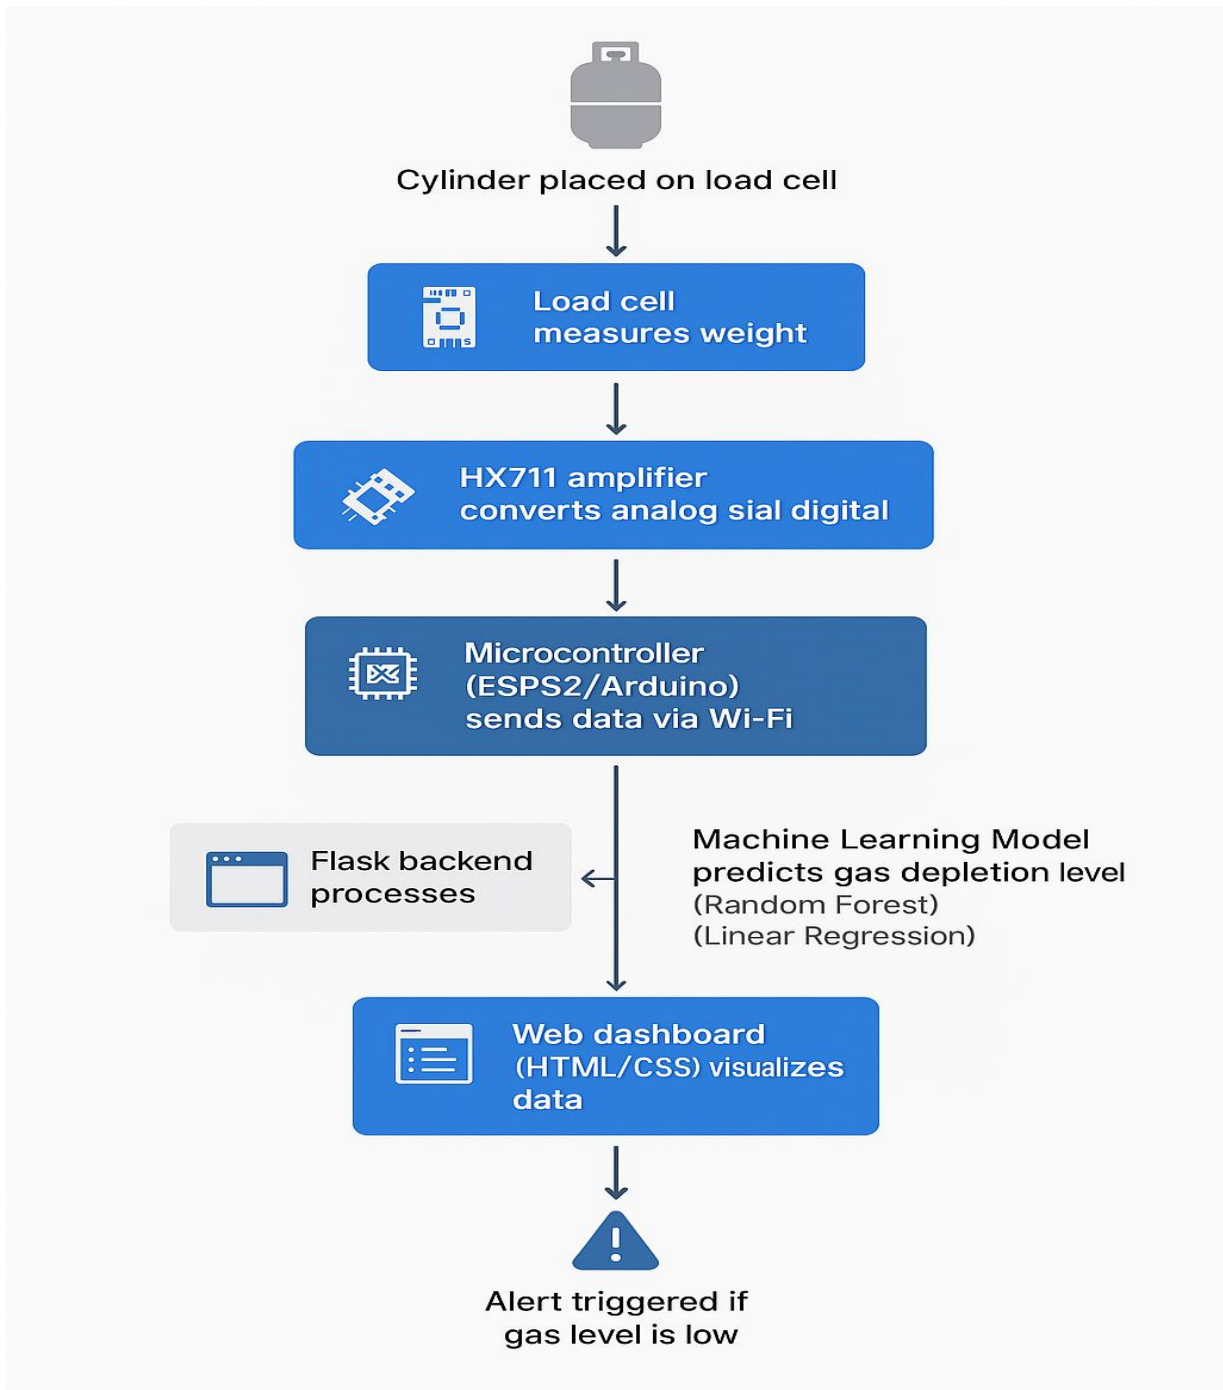 Cylinder placed on load cell
Load cell
measures weight
HX711 amplifier
converts analog sial digital
Microcontroller
(ESPS2/Arduino)
sends data via Wi-Fi
Flask backend
processes
Machine Learning Model
predicts gas depletion level
(Random Forest)
(Linear Regression)
Web dashboard
(HTML/CSS) visualizes
data
Alert triggered if
gas level is low